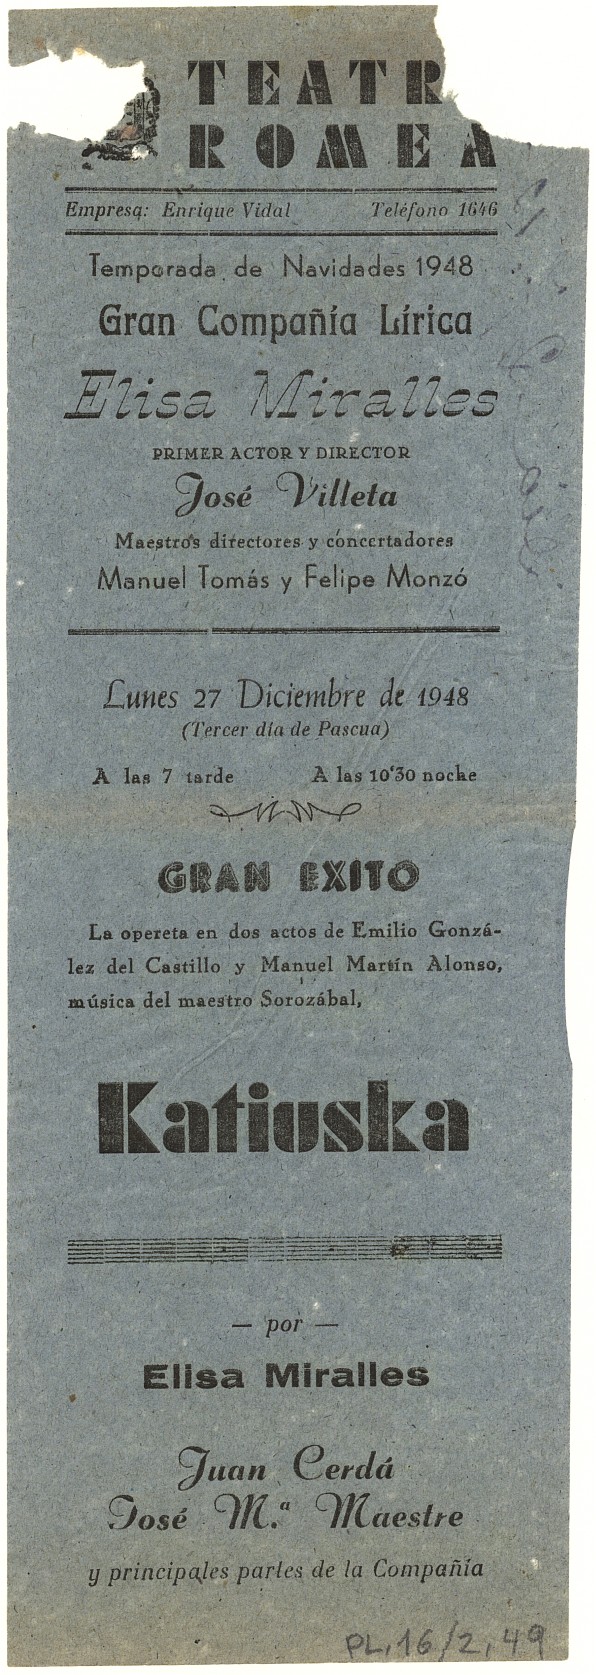 TEATR
ROMEA
Empresa: Enrique Vidal Teléfono 1646
Temporada de Navidades 1948
Gran Compañía Lírica
Elisa Miralles
PRIMER ACTOR Y DIRECTOR
José Villeta
Maestros directores y concertadores
Manuel Tomás y Felipe Monzó
Lunes 27 Diciembre de 1948
(Tercer día de Pascua)
A las 7 tarde A las 10'30 noche
GRAN EXITO
La opereta en dos actos de Emilio Gonzá-
lez del Castillo y Manuel Martín Alonso,
música del maestro Sorozábal,
Katiuska
— por —
Elisa Miralles
Juan Cerdá
José M.ª Maestre
y principales partes de la Compañía
PL.16/2,49